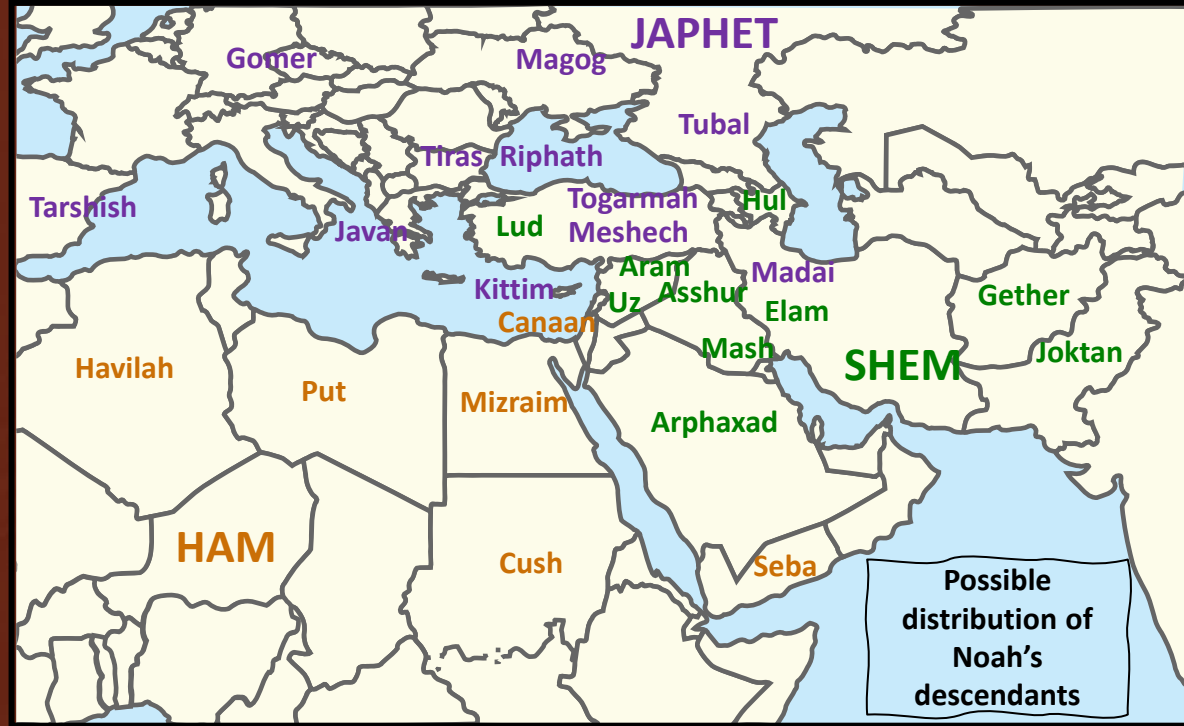 JAPHET
Gomer
Magog
Tubal
Tiras Riphath
Tarshish
Togarmah
Hul
Lud
Meshech
Javan
Aram
Madai
Kittim
Uz
Asshur
Gether
Elam
Canaan
Mash
Joktan
Havilah
SHEM
Put
Mizraim
Arphaxad
HAM
Cush
Seba
Possible
distribution of
Noah's
descendants